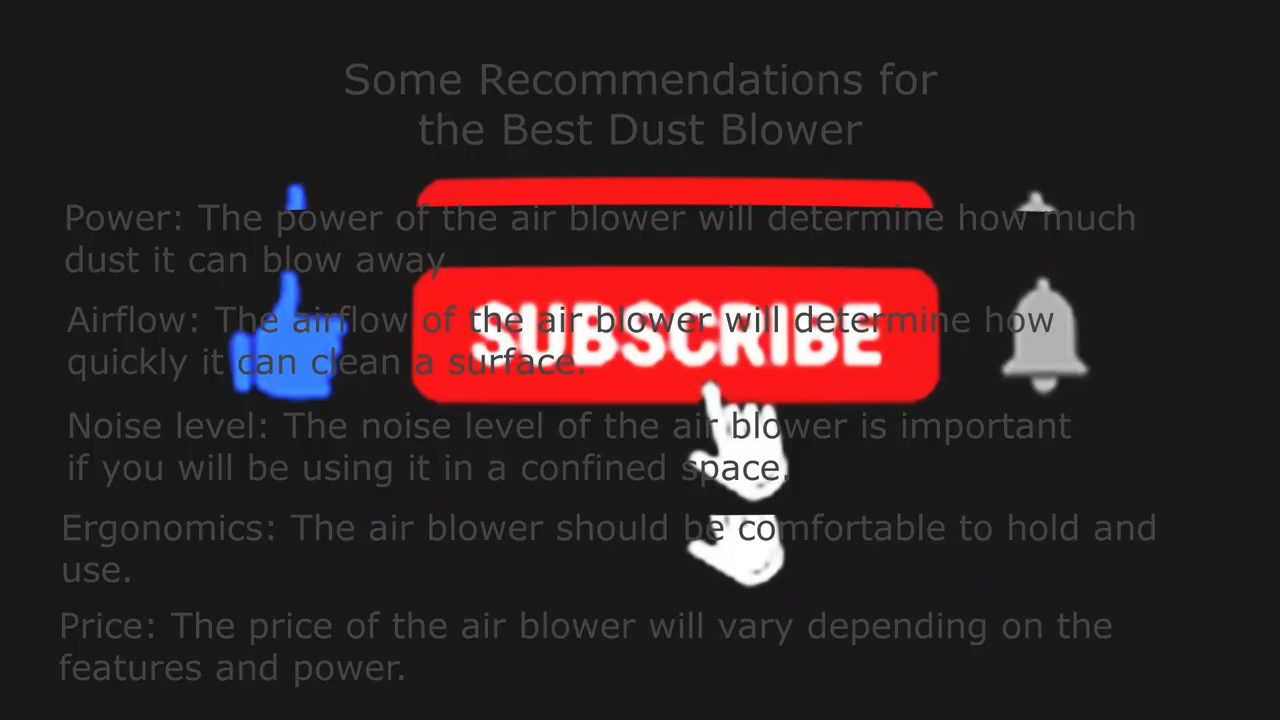 Some Recommendations for
the Best Dust Blower
Power: The power of the air blower will determine how much
dust it can blow away
Airflow: The airflow of the air blower will determine how
quickly it can clean a surface.
SUBSCRIBE
Noise level: The noise level of the air blower is important
if you will be using it in a confined space.
Ergonomics: The air blower should be comfortable to hold and
use.
Price: The price of the air blower will vary depending on the
features and power.